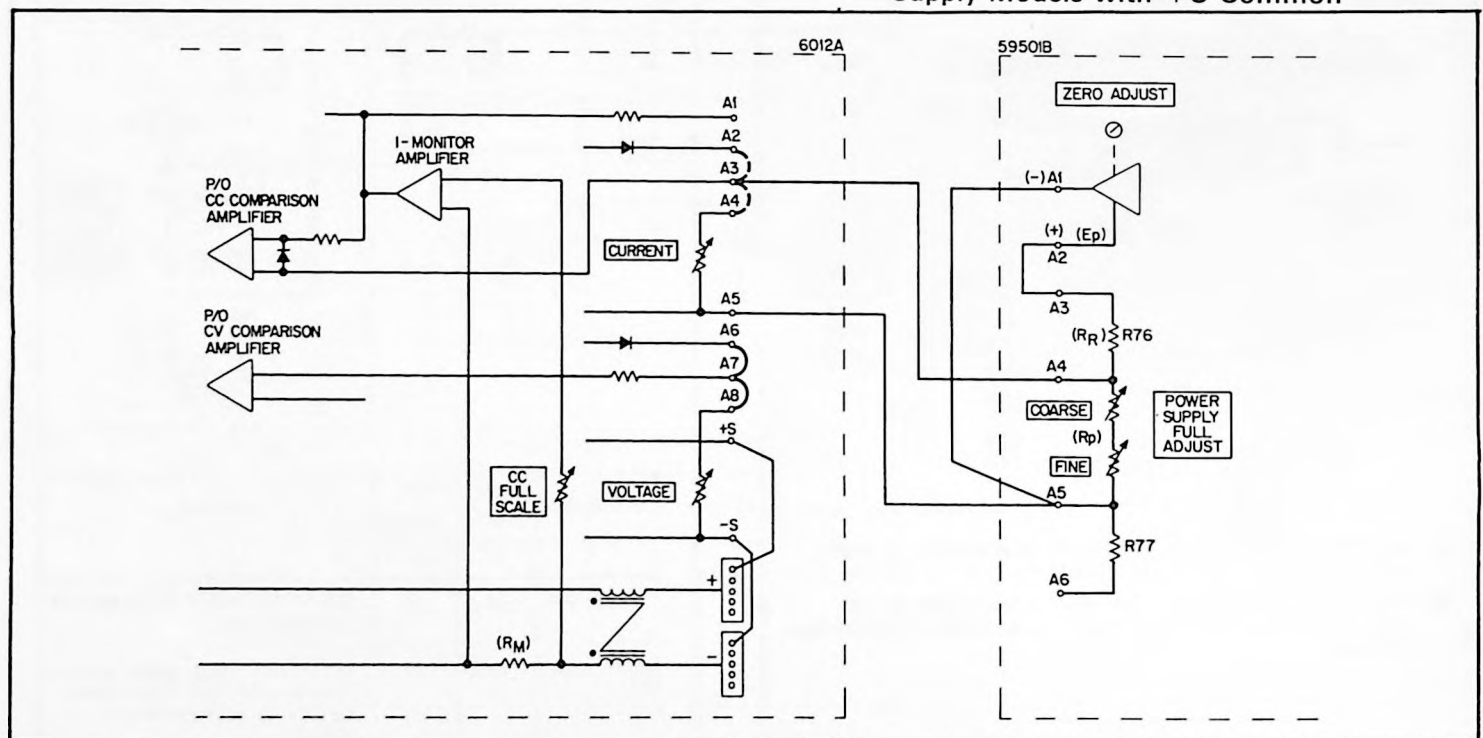 Supply Models with +S Common
6012A
59501B
A1
A2
A3
A4
A5
A6
A7
A8
+S
-S
+
-
I-MONITOR
AMPLIFIER
P/O
CC COMPARISON
AMPLIFIER
CURRENT
P/O
CV COMPARISON
AMPLIFIER
CC
FULL
SCALE
VOLTAGE
(RM)
ZERO ADJUST
(-) A1
(+) (Ep)
A2
A3
(RR) R76
A4
COARSE
(Rp)
FINE
POWER
SUPPLY
FULL
ADJUST
A5
R77
A6